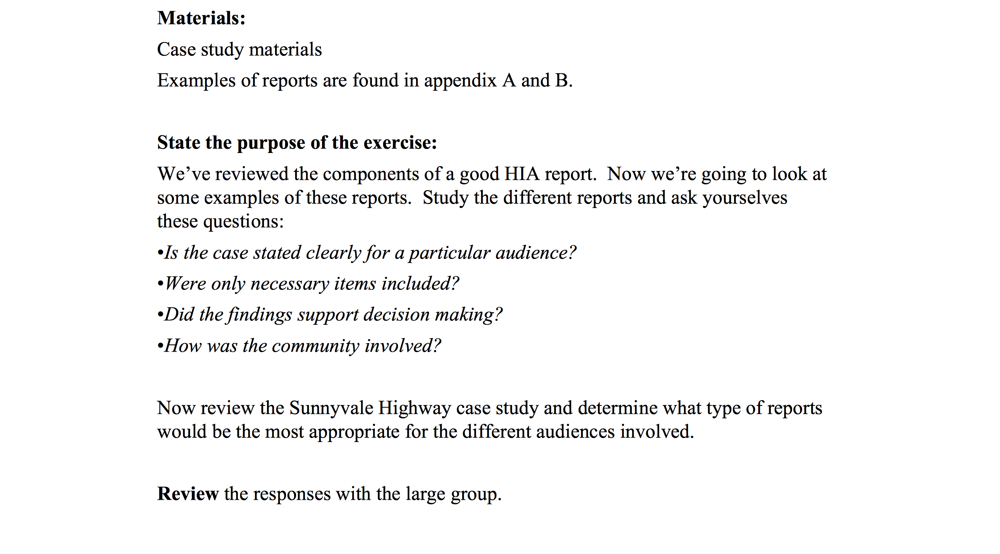 Materials:
Case study materials
Examples of reports are found in appendix A and B.
State the purpose of the exercise:
We’ve reviewed the components of a good HIA report.  Now we’re going to look at
some examples of these reports.  Study the different reports and ask yourselves
these questions:
•Is the case stated clearly for a particular audience?
•Were only necessary items included?
•Did the findings support decision making?
•How was the community involved?
Now review the Sunnyvale Highway case study and determine what type of reports
would be the most appropriate for the different audiences involved.
Review the responses with the large group.